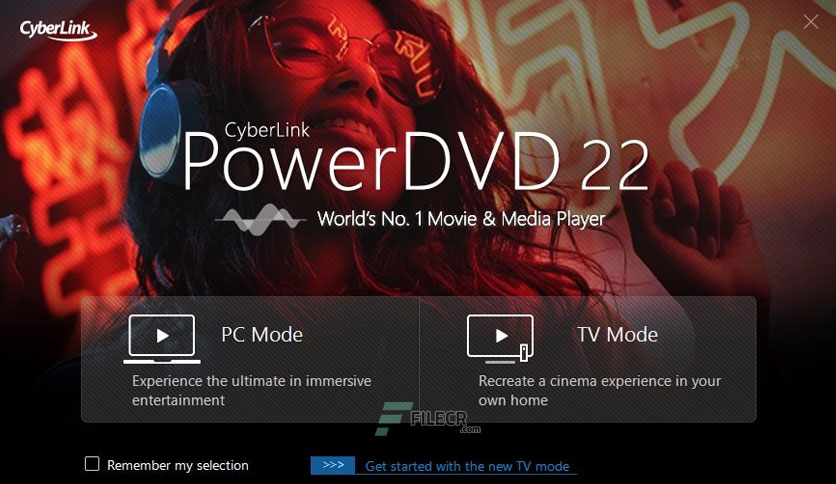 CyberLink
CyberLink
PowerDVD 22
World's No. 1 Movie & Media Player
PC Mode
Experience the ultimate in immersive
entertainment
TV Mode
Recreate a cinema experience in your
own home
FILECR
.com
Remember my selection
>>> Get started with the new TV mode